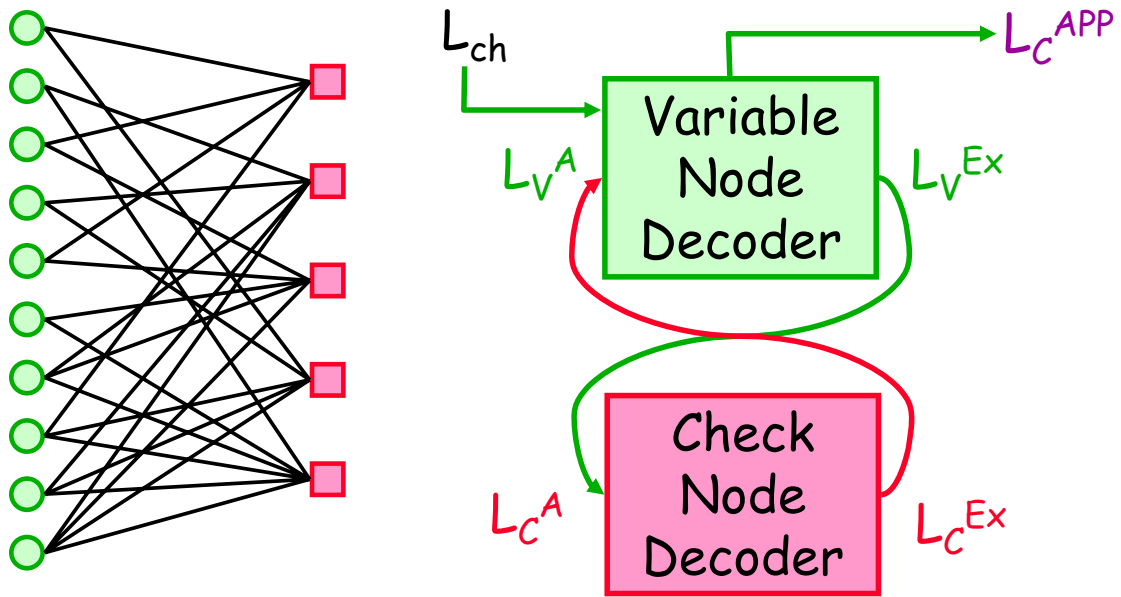 L_ch
L_C^APP
Variable
Node
Decoder
L_V^A
L_V^Ex
Check
Node
Decoder
L_C^A
L_C^Ex